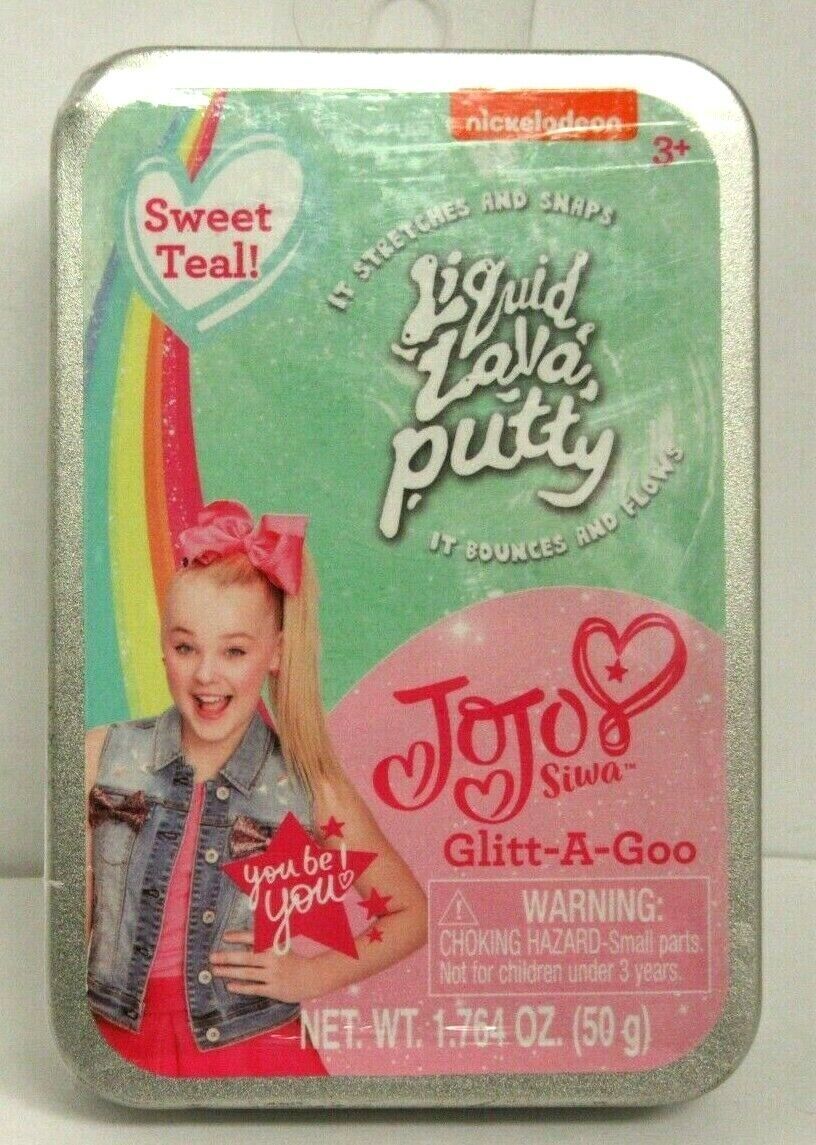 nickelodeon
3+
Sweet
Teal!
IT STRETCHES AND SNAPS
Liquid
Lava
putty
IT BOUNCES AND FLOWS
JoJo
Siwa™
Glitt-A-Goo
you be!
you
WARNING:
CHOKING HAZARD-Small parts.
Not for children under 3 years.
NET. WT. 1.764 OZ. (50 g)